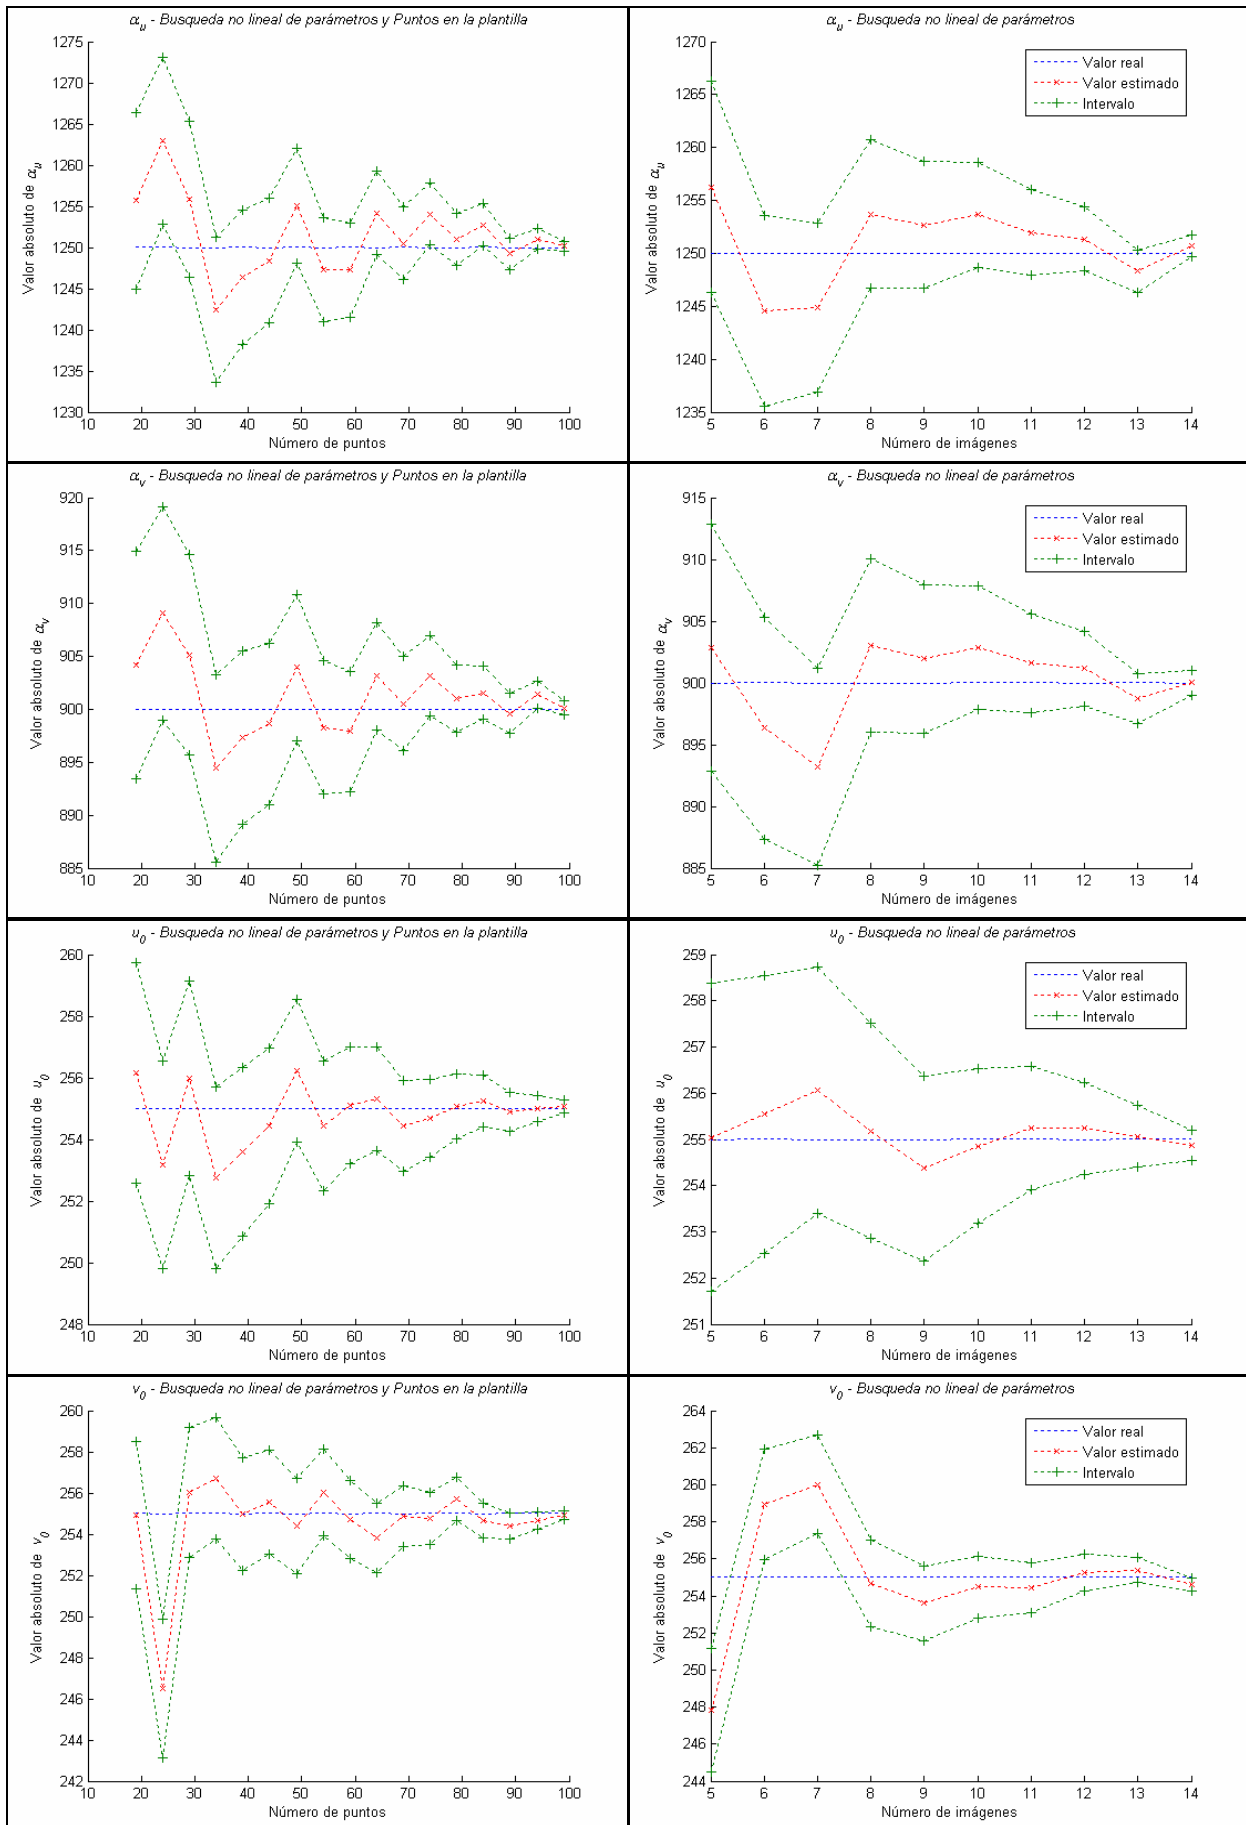 α_u - Busqueda no lineal de parámetros y Puntos en la plantilla
1275
1270
1265
1260
1255
1250
1245
1240
1235
1230
Valor absoluto de α_u
10 20 30 40 50 60 70 80 90 100
Número de puntos
α_u - Busqueda no lineal de parámetros
1270
1265
1260
1255
1250
1245
1240
1235
Valor absoluto de α_u
Valor real
Valor estimado
Intervalo
5 6 7 8 9 10 11 12 13 14
Número de imágenes
α_v - Busqueda no lineal de parámetros y Puntos en la plantilla
920
915
910
905
900
895
890
885
Valor absoluto de α_v
10 20 30 40 50 60 70 80 90 100
Número de puntos
α_v - Busqueda no lineal de parámetros
915
910
905
900
895
890
885
Valor absoluto de α_v
Valor real
Valor estimado
Intervalo
5 6 7 8 9 10 11 12 13 14
Número de imágenes
u_0 - Busqueda no lineal de parámetros y Puntos en la plantilla
260
258
256
254
252
250
248
Valor absoluto de u_0
10 20 30 40 50 60 70 80 90 100
Número de puntos
u_0 - Busqueda no lineal de parámetros
259
258
257
256
255
254
253
252
251
Valor absoluto de u_0
Valor real
Valor estimado
Intervalo
5 6 7 8 9 10 11 12 13 14
Número de imágenes
v_0 - Busqueda no lineal de parámetros y Puntos en la plantilla
260
258
256
254
252
250
248
246
244
242
Valor absoluto de v_0
10 20 30 40 50 60 70 80 90 100
Número de puntos
v_0 - Busqueda no lineal de parámetros
264
262
260
258
256
254
252
250
248
246
244
Valor absoluto de v_0
Valor real
Valor estimado
Intervalo
5 6 7 8 9 10 11 12 13 14
Número de imágenes